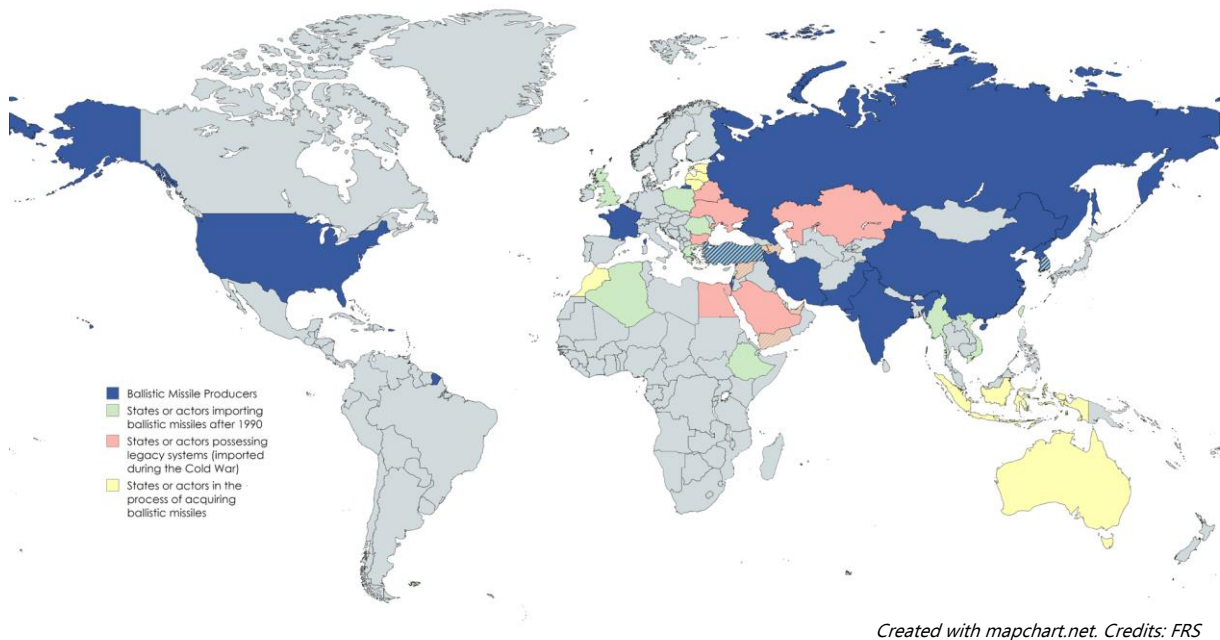 Ballistic Missile Producers
States or actors importing
ballistic missiles after 1990
States or actors possessing
legacy systems (imported
during the Cold War)
States or actors in the
process of acquiring
ballistic missiles
Created with mapchart.net. Credits: FRS